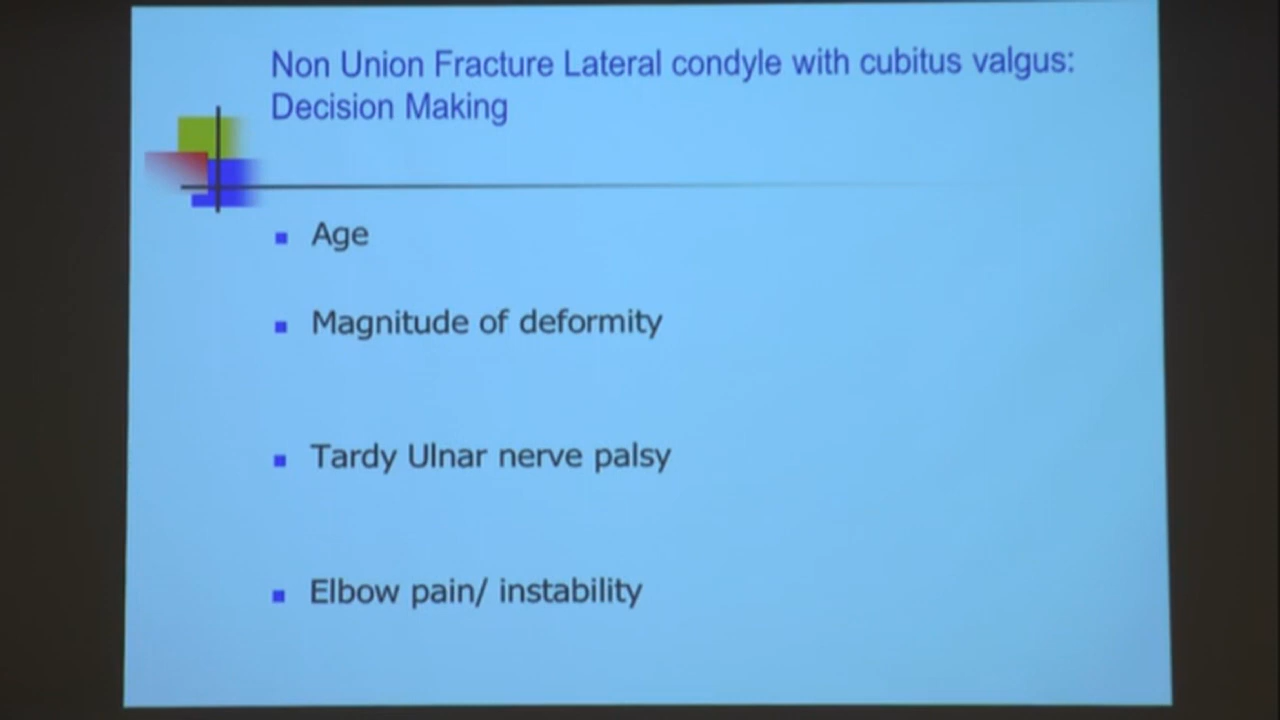 Non Union Fracture Lateral condyle with cubitus valgus:
Decision Making
Age
Magnitude of deformity
Tardy Ulnar nerve palsy
Elbow pain/ instability